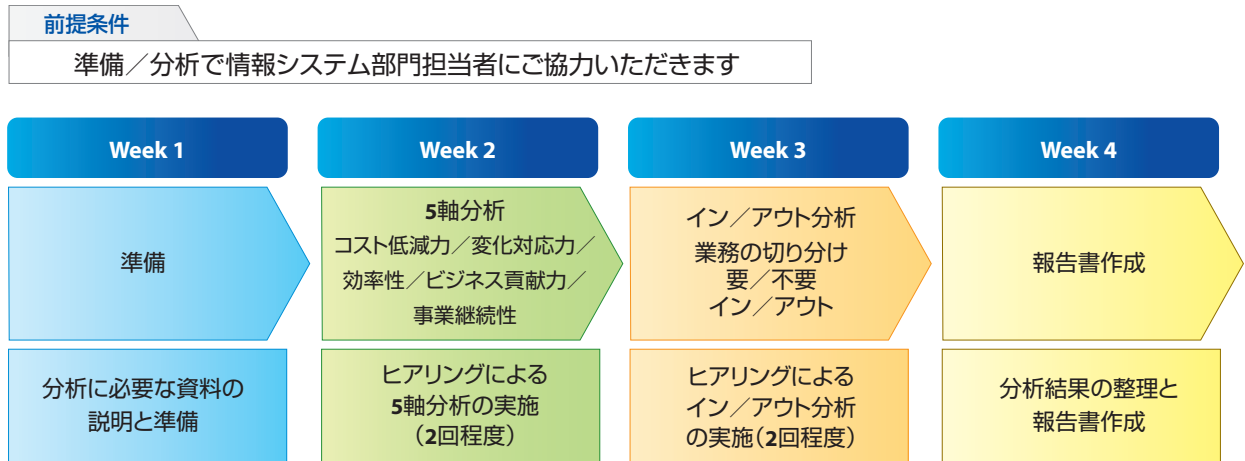 前提条件
準備／分析で情報システム部門担当者にご協力いただきます
Week 1
Week 2
Week 3
Week 4
準備
5軸分析
コスト低減力／変化対応力／
効率性／ビジネス貢献力／
事業継続性
イン／アウト分析
業務の切り分け
要／不要
イン／アウト
報告書作成
分析に必要な資料の
説明と準備
ヒアリングによる
5軸分析の実施
（2回程度）
ヒアリングによる
イン／アウト分析
の実施（2回程度）
分析結果の整理と
報告書作成